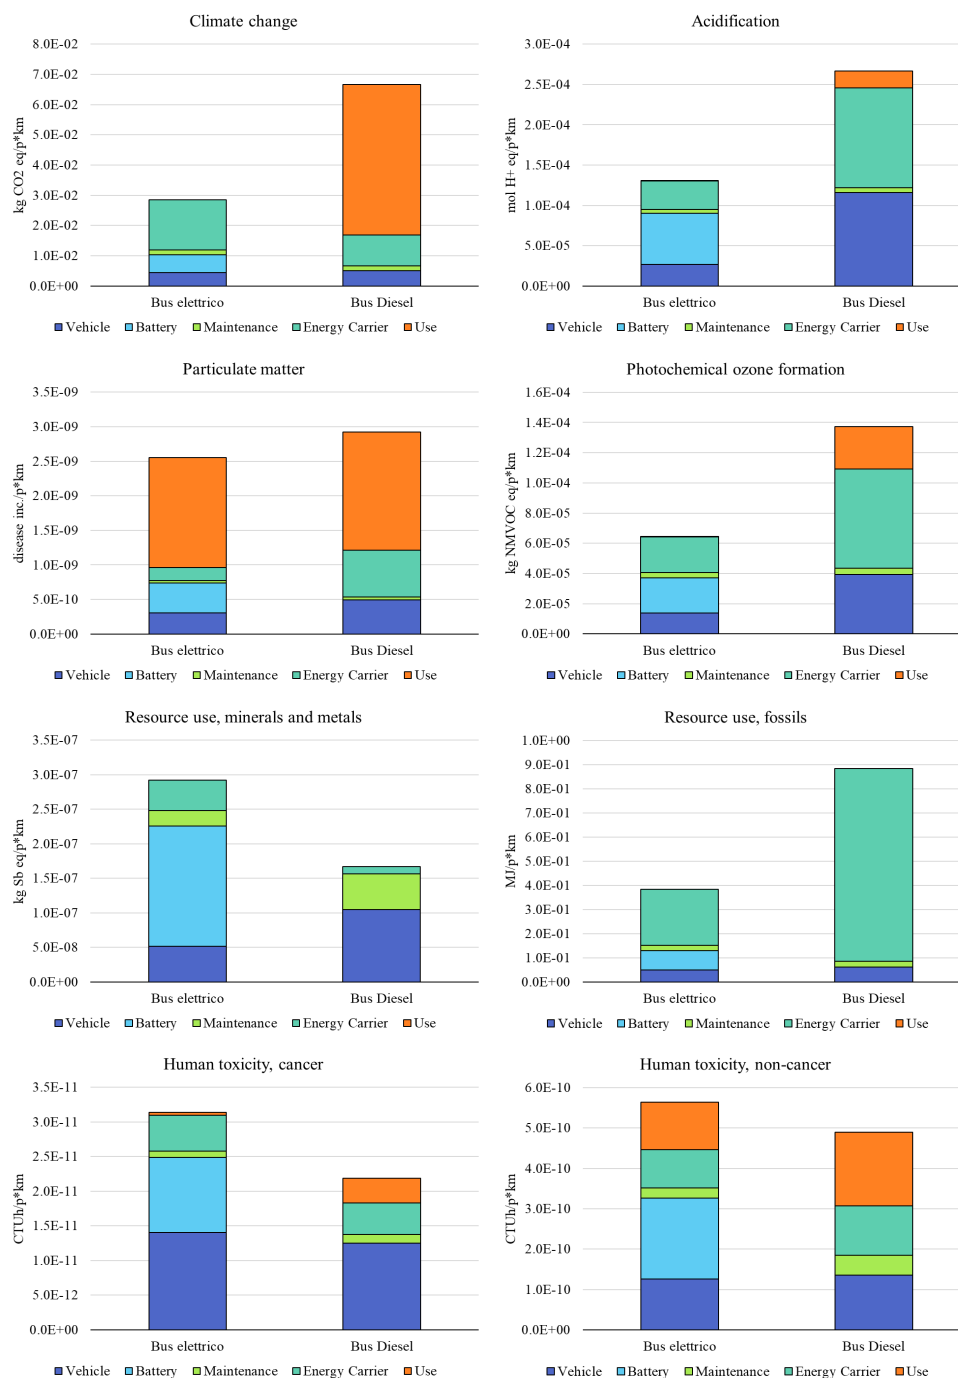 Climate change
8.0E-02
7.0E-02
6.0E-02
5.0E-02
4.0E-02
3.0E-02
2.0E-02
1.0E-02
0.0E+00
kg CO2 eq/p*km
Bus elettrico Bus Diesel
Vehicle Battery Maintenance Energy Carrier Use
Acidification
3.0E-04
2.5E-04
2.0E-04
1.5E-04
1.0E-04
5.0E-05
0.0E+00
mol H+ eq/p*km
Bus elettrico Bus Diesel
Vehicle Battery Maintenance Energy Carrier Use
Particulate matter
3.5E-09
3.0E-09
2.5E-09
2.0E-09
1.5E-09
1.0E-09
5.0E-10
0.0E+00
disease inc./p*km
Bus elettrico Bus Diesel
Vehicle Battery Maintenance Energy Carrier Use
Photochemical ozone formation
1.6E-04
1.4E-04
1.2E-04
1.0E-04
8.0E-05
6.0E-05
4.0E-05
2.0E-05
0.0E+00
kg NMVOC eq/p*km
Bus elettrico Bus Diesel
Vehicle Battery Maintenance Energy Carrier Use
Resource use, minerals and metals
3.5E-07
3.0E-07
2.5E-07
2.0E-07
1.5E-07
1.0E-07
5.0E-08
0.0E+00
kg Sb eq/p*km
Bus elettrico Bus Diesel
Vehicle Battery Maintenance Energy Carrier Use
Resource use, fossils
1.0E+00
9.0E-01
8.0E-01
7.0E-01
6.0E-01
5.0E-01
4.0E-01
3.0E-01
2.0E-01
1.0E-01
0.0E+00
MJ/p*km
Bus elettrico Bus Diesel
Vehicle Battery Maintenance Energy Carrier Use
Human toxicity, cancer
3.5E-11
3.0E-11
2.5E-11
2.0E-11
1.5E-11
1.0E-11
5.0E-12
0.0E+00
CTUh/p*km
Bus elettrico Bus Diesel
Vehicle Battery Maintenance Energy Carrier Use
Human toxicity, non-cancer
6.0E-10
5.0E-10
4.0E-10
3.0E-10
2.0E-10
1.0E-10
0.0E+00
CTUh/p*km
Bus elettrico Bus Diesel
Vehicle Battery Maintenance Energy Carrier Use